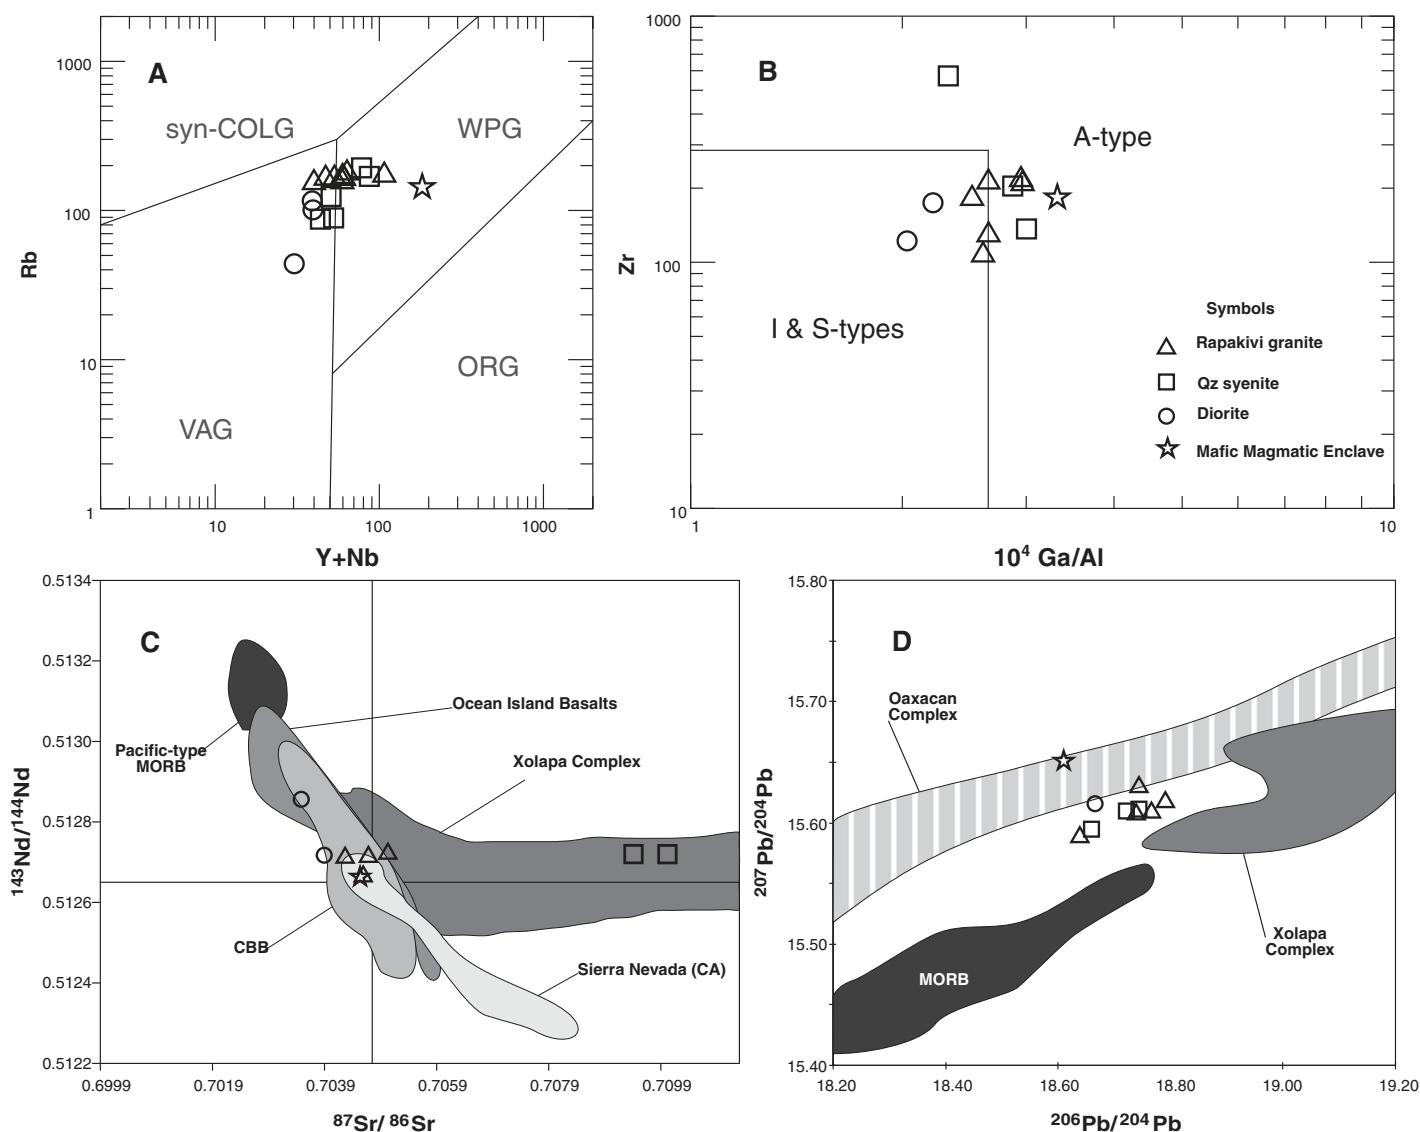 A
syn-COLG
WPG
ORG
VAG
Rb
1000
100
10
1
10
100
1000
Y+Nb
B
A-type
I & S-types
Zr
1000
100
10
1
10
10⁴ Ga/Al
Symbols
Rapakivi granite
Qz syenite
Diorite
Mafic Magmatic Enclave
C
Ocean Island Basalts
Pacific-type
MORB
Xolapa Complex
CBB
Sierra Nevada (CA)
¹⁴³Nd/¹⁴⁴Nd
0.5134
0.5132
0.5130
0.5128
0.5126
0.5124
0.5122
0.6999
0.7019
0.7039
0.7059
0.7079
0.7099
⁸⁷Sr/ ⁸⁶Sr
D
Oaxacan
Complex
MORB
Xolapa
Complex
²⁰⁷Pb/²⁰⁴Pb
15.80
15.70
15.60
15.50
15.40
18.20
18.40
18.60
18.80
19.00
19.20
²⁰⁶Pb/²⁰⁴Pb